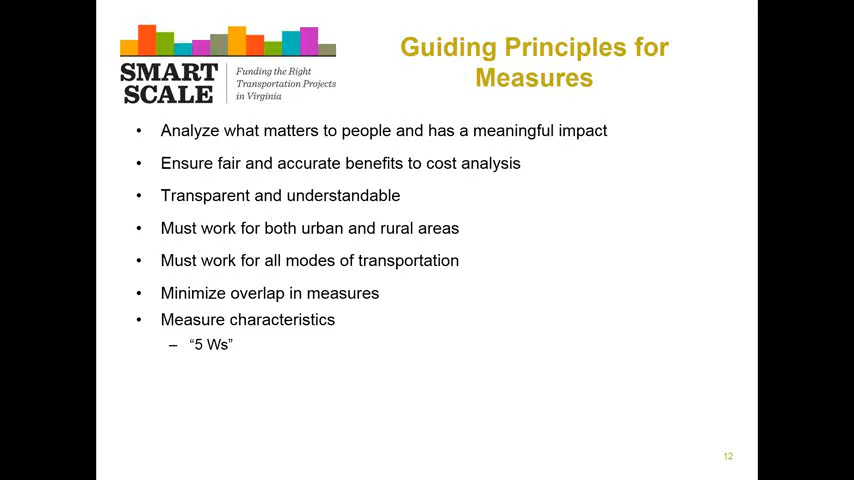 SMART
SCALE
Funding the Right
Transportation Projects
in Virginia
Guiding Principles for
Measures
• Analyze what matters to people and has a meaningful impact
• Ensure fair and accurate benefits to cost analysis
• Transparent and understandable
• Must work for both urban and rural areas
• Must work for all modes of transportation
• Minimize overlap in measures
• Measure characteristics
– “5 Ws”
12